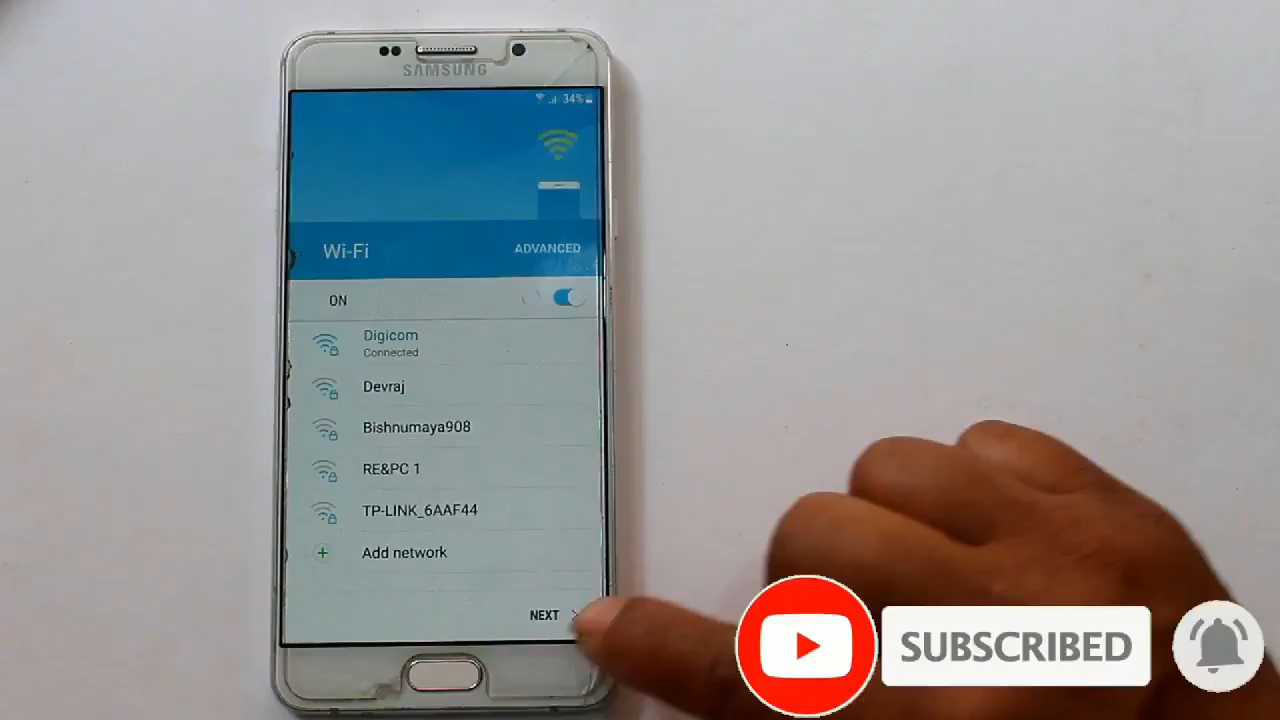 SAMSUNG
34%
Wi-Fi
ADVANCED
ON
Digicom
Connected
Devraj
Bishnumaya908
RE&PC 1
TP-LINK_6AAF44
Add network
NEXT
SUBSCRIBED